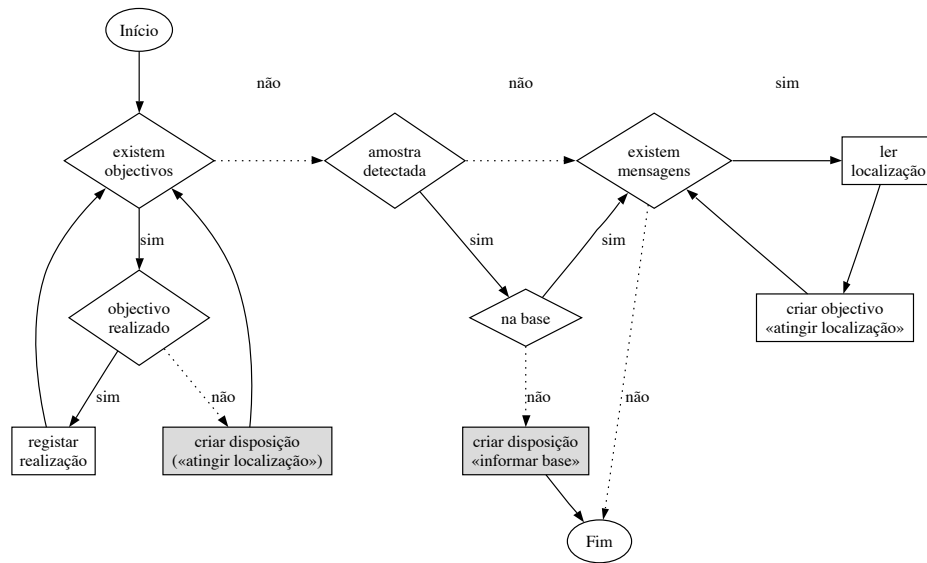 Início
não
não
sim
existem
objectivos
amostra
detectada
existem
mensagens
ler
localização
sim
sim
sim
objectivo
realizado
na base
criar objectivo
«atingir localização»
sim
não
não
não
registar
realização
criar disposição
(«atingir localização»)
criar disposição
«informar base»
Fim